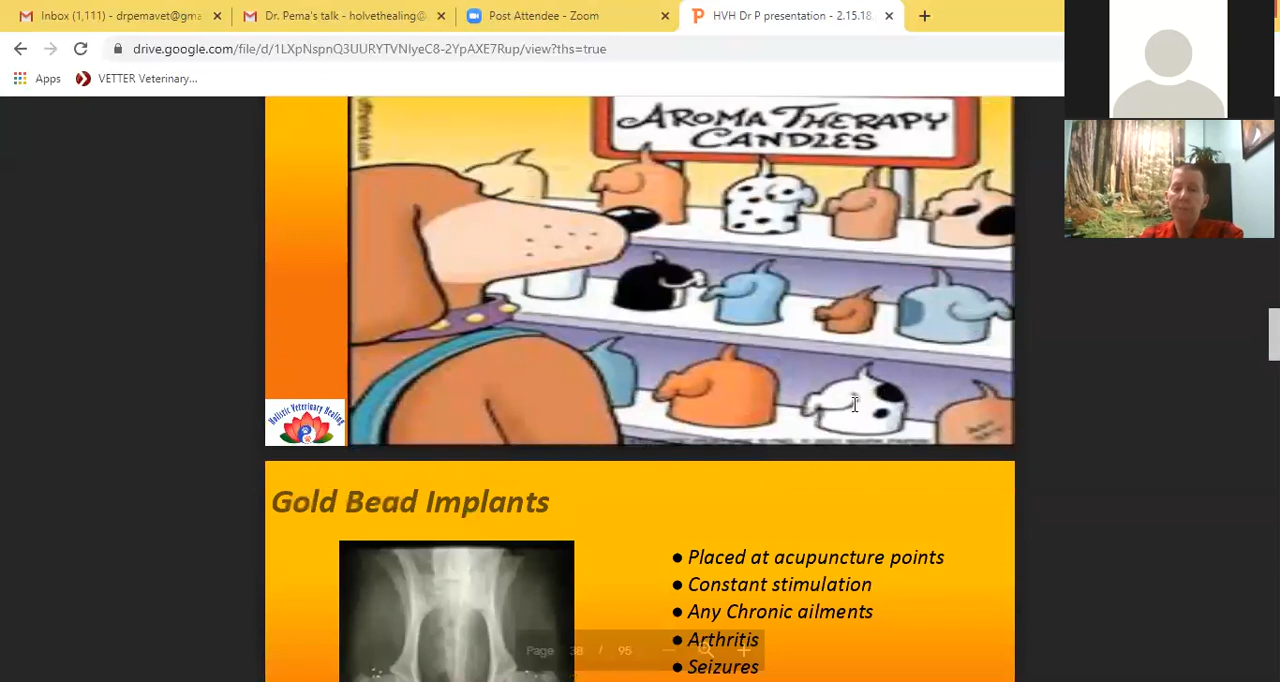 Inbox (1,111) - drpemavet@gma
Dr. Pema's talk - holvethealing@
Post Attendee - Zoom
HVH Dr P presentation - 2.15.18.
drive.google.com/file/d/1LXpNspnQ3UURYTVNIyeC8-2YpAXE7Rup/view?ths=true
Apps
VETTER Veterinary...
AROMA THERAPY
CANDLES
Holistic Veterinary Healing
Gold Bead Implants
● Placed at acupuncture points
● Constant stimulation
● Any Chronic ailments
● Arthritis
● Seizures
Page 38 / 95